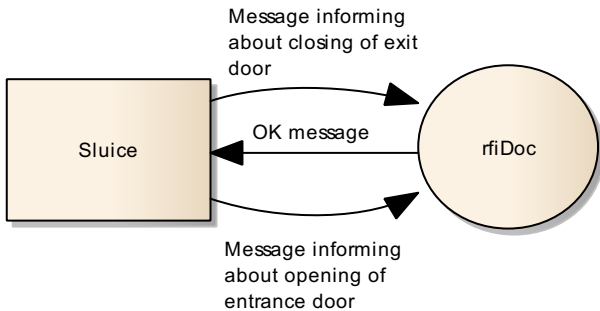 Message informing
about closing of exit
door
OK message
Sluice
rfiDoc
Message informing
about opening of
entrance door